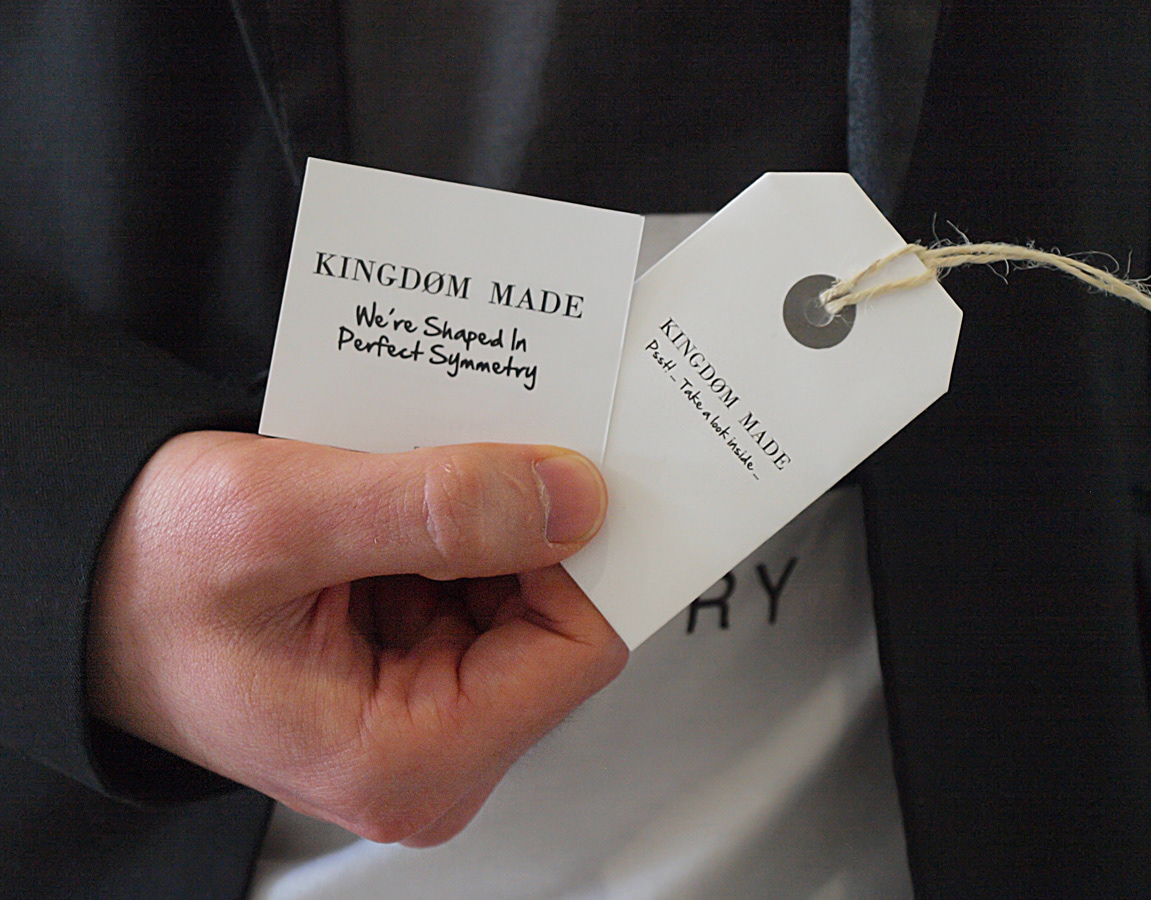 KINGDØM MADE
We're Shaped In
Perfect Symmetry
KINGDØM MADE
Psst! _ Take a look inside _
RY